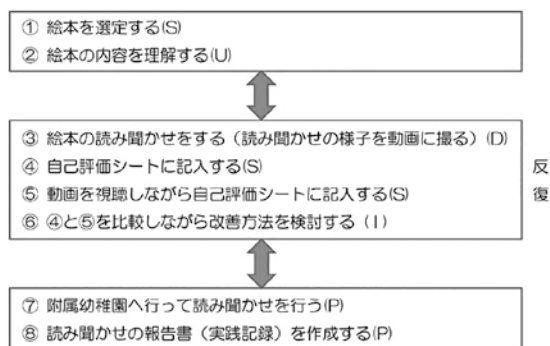 ① 絵本を選定する(S)
② 絵本の内容を理解する(U)
③ 絵本の読み聞かせをする（読み聞かせの様子を動画に撮る）(D)
④ 自己評価シートに記入する(S)
⑤ 動画を視聴しながら自己評価シートに記入する(S)
⑥ ④と⑤を比較しながら改善方法を検討する（I）
反
復
⑦ 附属幼稚園へ行って読み聞かせを行う(P)
⑧ 読み聞かせの報告書（実践記録）を作成する(P)